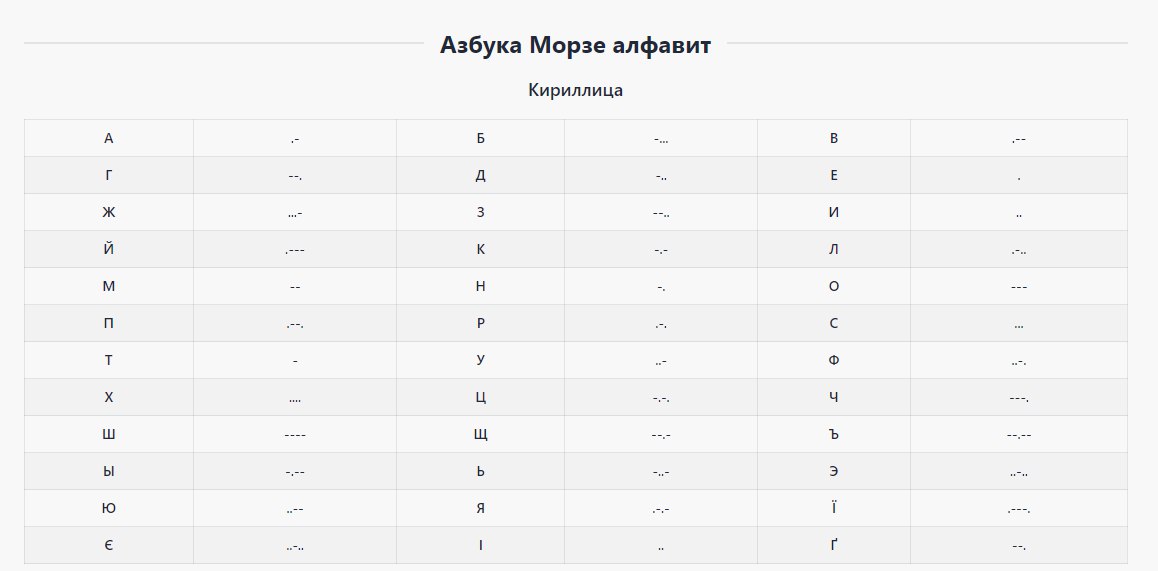 Азбука Морзе алфавит
Кириллица
А .- Б -... В .--
Г --. Д -.. Е .
Ж ...- З --.. И ..
Й .--- К -.- Л .-..
М -- Н -. О ---
П .--. Р .-. С ...
Т - У ..- Ф ..-.
Х .... Ц -.-. Ч ---.
Ш ---- Щ --.- Ъ --.--
Ы -.-- Ь -..- Э ..-..
Ю ..-- Я .-.- Ї .---.
Є ..-.. І .. Ґ --.